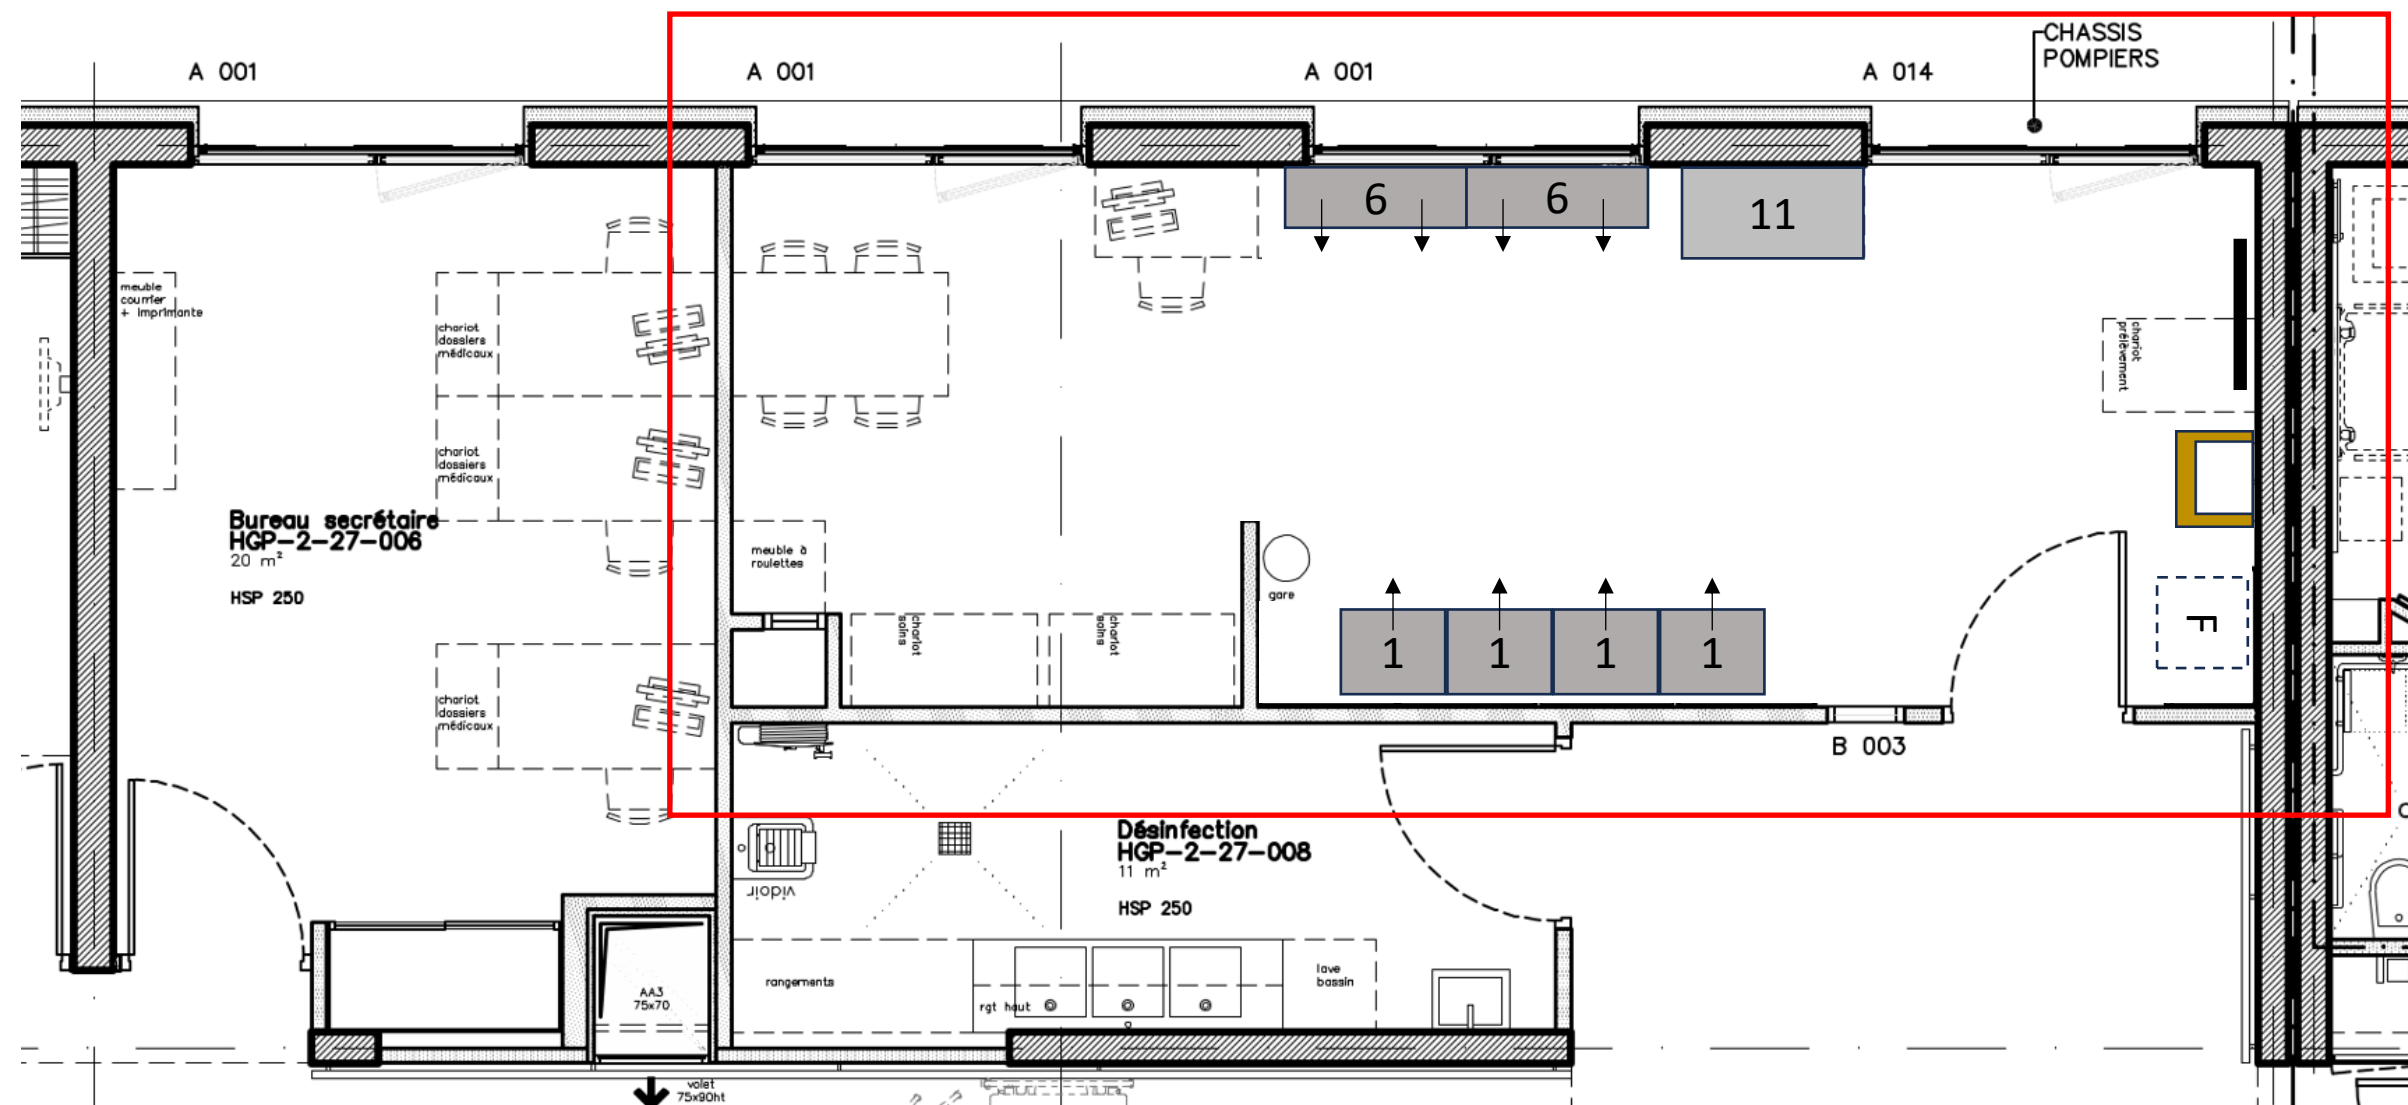 A 001
A 001
A 001
A 014
CHASSIS
POMPIERS
6
6
11
meuble
courrier
+ imprimante
chariot
dossiers
médicaux
chariot
prélèvement
chariot
dossiers
médicaux
Bureau secrétaire
HGP-2-27-006
20 m²
HSP 250
meuble à
roulettes
gare
chariot
soins
chariot
soins
1
1
1
1
F
chariot
dossiers
médicaux
B 003
Désinfection
HGP-2-27-008
11 m²
HSP 250
vidoir
rangements
rgt haut
lave
bassin
AA3
75x70
volet
75x90ht